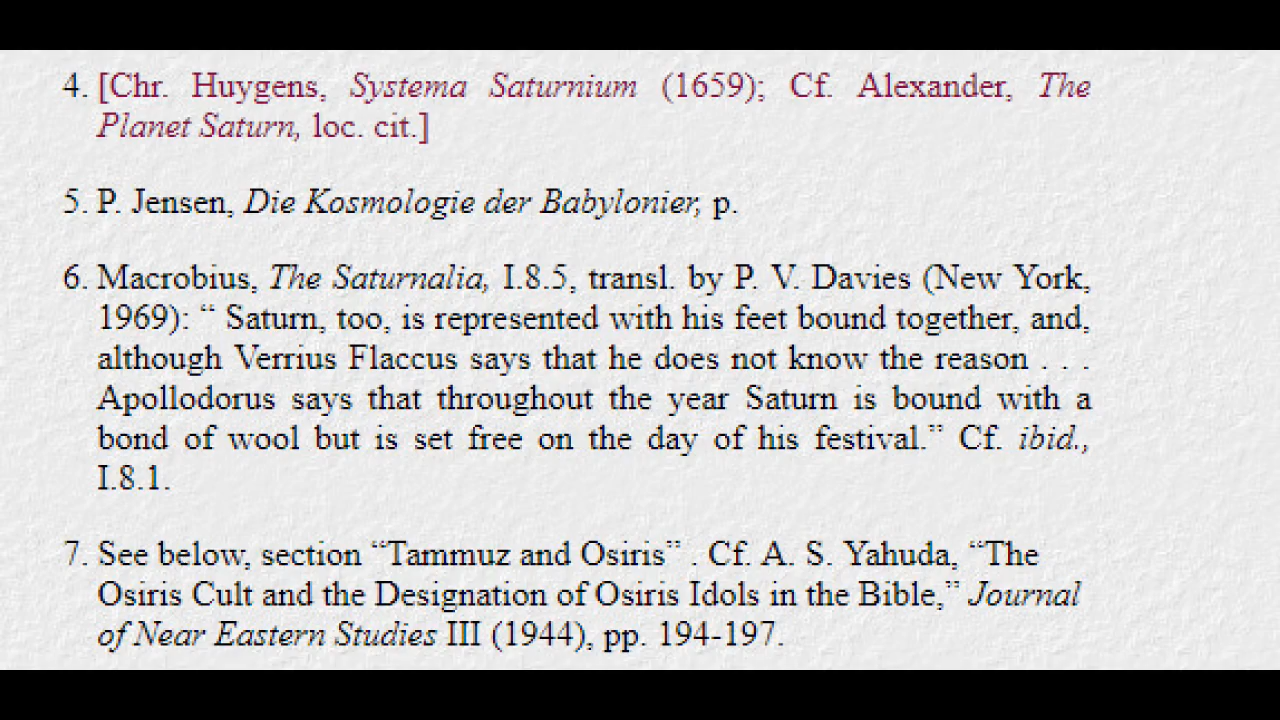 4. [Chr. Huygens, Systema Saturnium (1659); Cf. Alexander, The
Planet Saturn, loc. cit.]
5. P. Jensen, Die Kosmologie der Babylonier, p.
6. Macrobius, The Saturnalia, I.8.5, transl. by P. V. Davies (New York,
1969): “ Saturn, too, is represented with his feet bound together, and,
although Verrius Flaccus says that he does not know the reason . . .
Apollodorus says that throughout the year Saturn is bound with a
bond of wool but is set free on the day of his festival.” Cf. ibid.,
I.8.1.
7. See below, section “Tammuz and Osiris” . Cf. A. S. Yahuda, “The
Osiris Cult and the Designation of Osiris Idols in the Bible,” Journal
of Near Eastern Studies III (1944), pp. 194-197.